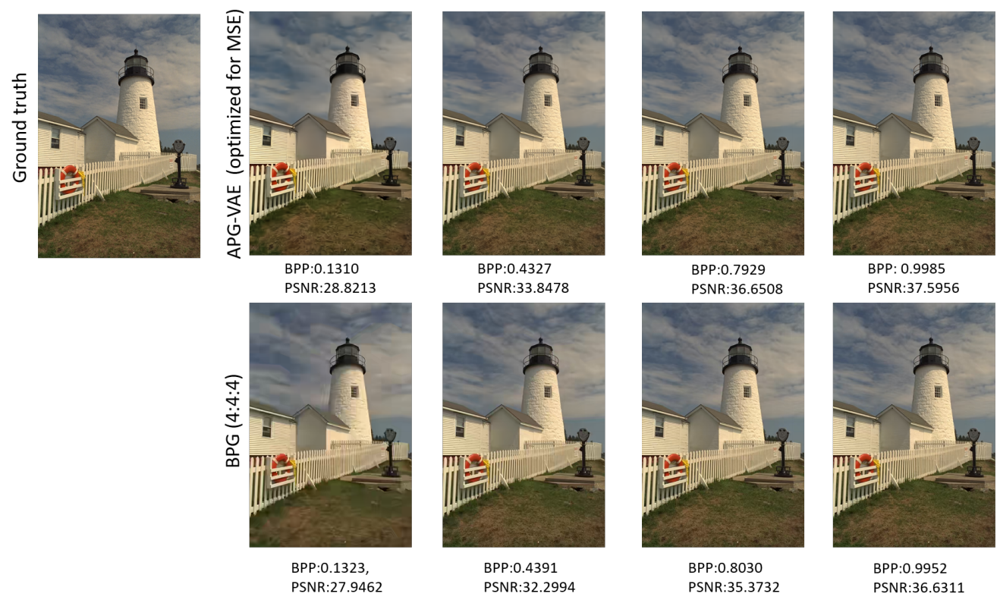 Ground truth
APG-VAE (optimized for MSE)
BPP:0.1310
PSNR:28.8213
BPP:0.4327
PSNR:33.8478
BPP:0.7929
PSNR:36.6508
BPP: 0.9985
PSNR:37.5956
BPG (4:4:4)
BPP:0.1323,
PSNR:27.9462
BPP:0.4391
PSNR:32.2994
BPP:0.8030
PSNR:35.3732
BPP:0.9952
PSNR:36.6311